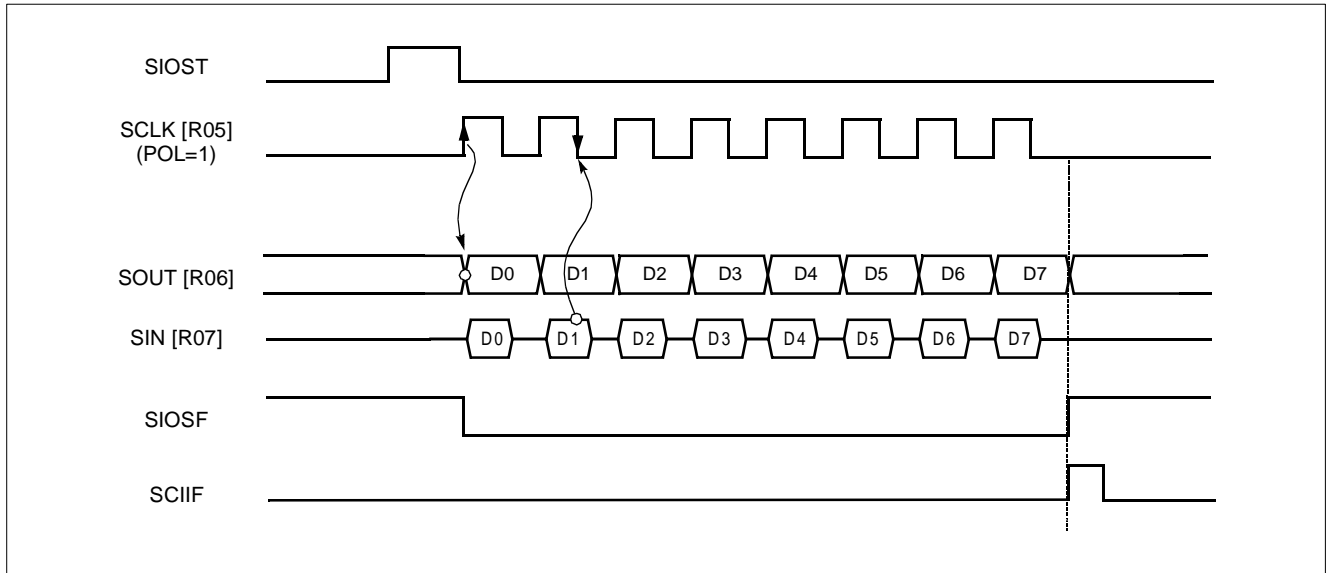 SIOST
SCLK [R05]
(POL=1)
SOUT [R06]
D0 D1 D2 D3 D4 D5 D6 D7
SIN [R07]
D0 D1 D2 D3 D4 D5 D6 D7
SIOSF
SCIIF